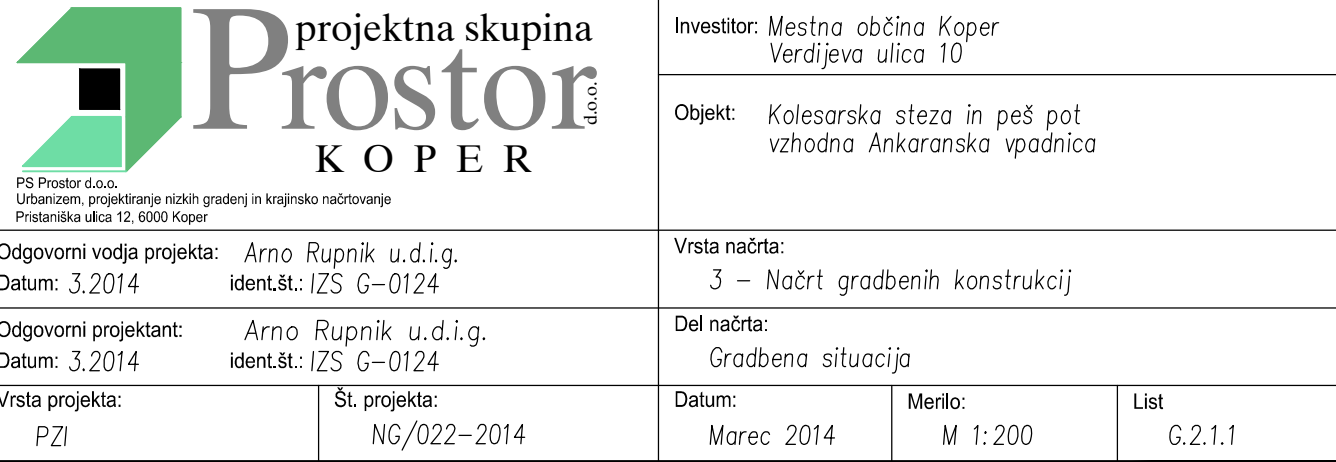 projektna skupina
Prostor d.o.o.
KOPER
PS Prostor d.o.o.
Urbanizem, projektiranje nizkih gradenj in krajinsko načrtovanje
Pristaniška ulica 12, 6000 Koper
Investitor: Mestna občina Koper
Verdijeva ulica 10
Objekt: Kolesarska steza in peš pot
vzhodna Ankaranska vpadnica
Odgovorni vodja projekta: Arno Rupnik u.d.i.g.
Datum: 3.2014 ident.št.: IZS G-0124
Vrsta načrta:
3 - Načrt gradbenih konstrukcij
Odgovorni projektant: Arno Rupnik u.d.i.g.
Datum: 3.2014 ident.št.: IZS G-0124
Del načrta:
Gradbena situacija
Vrsta projekta:
PZI
Št. projekta:
NG/022-2014
Datum:
Marec 2014
Merilo:
M 1:200
List
G.2.1.1